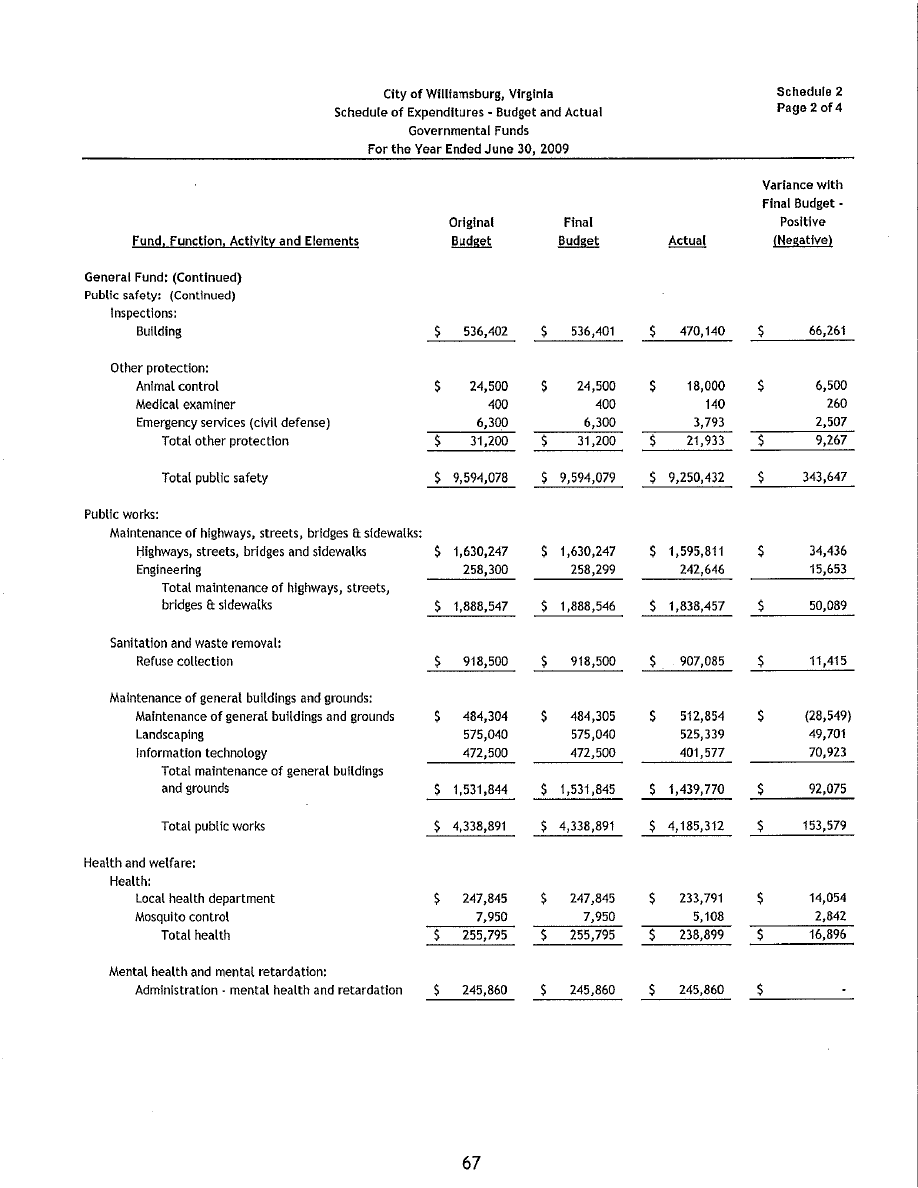 City of Williamsburg, Virginia
Schedule 2
Schedule of Expenditures - Budget and Actual
Page 2 of 4
Governmental Funds
For the Year Ended June 30, 2009
Variance with
Final Budget -
Original Final Positive
Fund, Function, Activity and Elements Budget Budget Actual (Negative)
General Fund: (Continued)
Public safety: (Continued)
Inspections:
Building $ 536,402 $ 536,401 $ 470,140 $ 66,261
Other protection:
Animal control $ 24,500 $ 24,500 $ 18,000 $ 6,500
Medical examiner 400 400 140 260
Emergency services (civil defense) 6,300 6,300 3,793 2,507
Total other protection $ 31,200 $ 31,200 $ 21,933 $ 9,267
Total public safety $ 9,594,078 $ 9,594,079 $ 9,250,432 $ 343,647
Public works:
Maintenance of highways, streets, bridges & sidewalks:
Highways, streets, bridges and sidewalks $ 1,630,247 $ 1,630,247 $ 1,595,811 $ 34,436
Engineering 258,300 258,299 242,646 15,653
Total maintenance of highways, streets,
bridges & sidewalks $ 1,888,547 $ 1,888,546 $ 1,838,457 $ 50,089
Sanitation and waste removal:
Refuse collection $ 918,500 $ 918,500 $ 907,085 $ 11,415
Maintenance of general buildings and grounds:
Maintenance of general buildings and grounds $ 484,304 $ 484,305 $ 512,854 $ (28,549)
Landscaping 575,040 575,040 525,339 49,701
Information technology 472,500 472,500 401,577 70,923
Total maintenance of general buildings
and grounds $ 1,531,844 $ 1,531,845 $ 1,439,770 $ 92,075
Total public works $ 4,338,891 $ 4,338,891 $ 4,185,312 $ 153,579
Health and welfare:
Health:
Local health department $ 247,845 $ 247,845 $ 233,791 $ 14,054
Mosquito control 7,950 7,950 5,108 2,842
Total health $ 255,795 $ 255,795 $ 238,899 $ 16,896
Mental health and mental retardation:
Administration - mental health and retardation $ 245,860 $ 245,860 $ 245,860 $ -
67